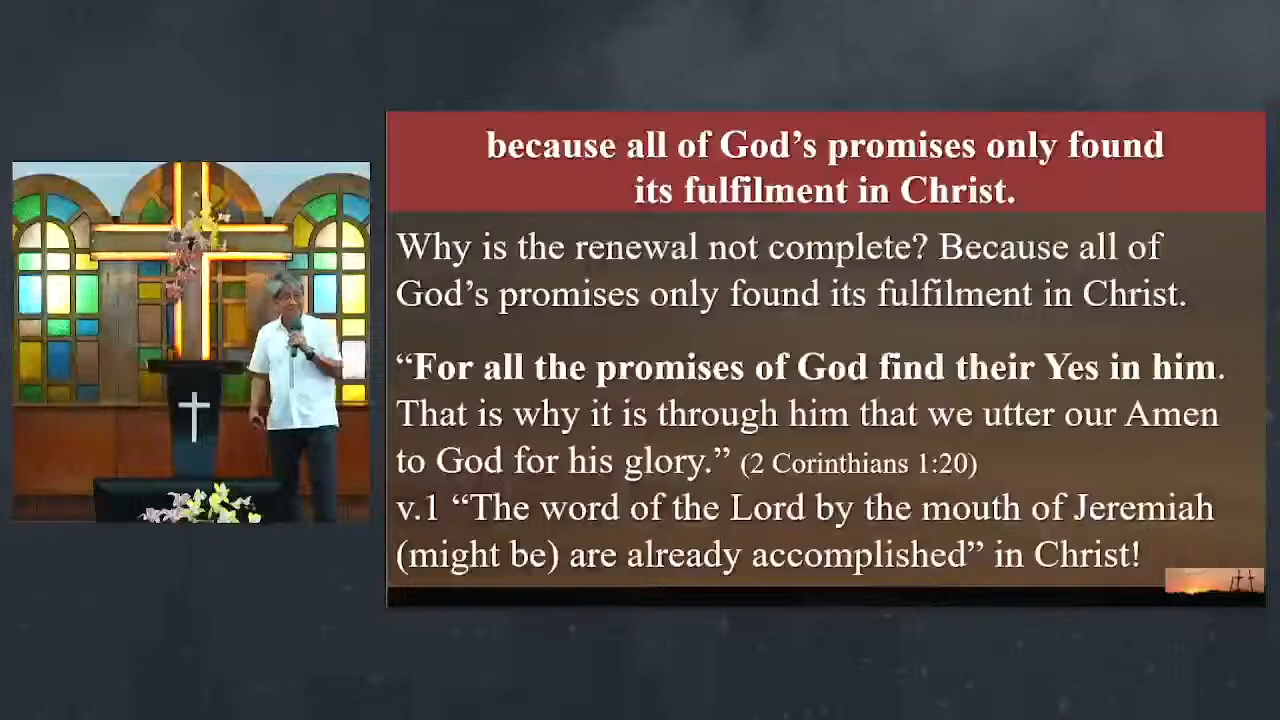 because all of God’s promises only found
its fulfilment in Christ.
Why is the renewal not complete? Because all of
God’s promises only found its fulfilment in Christ.
“For all the promises of God find their Yes in him.
That is why it is through him that we utter our Amen
to God for his glory.” (2 Corinthians 1:20)
v.1 “The word of the Lord by the mouth of Jeremiah
(might be) are already accomplished” in Christ!